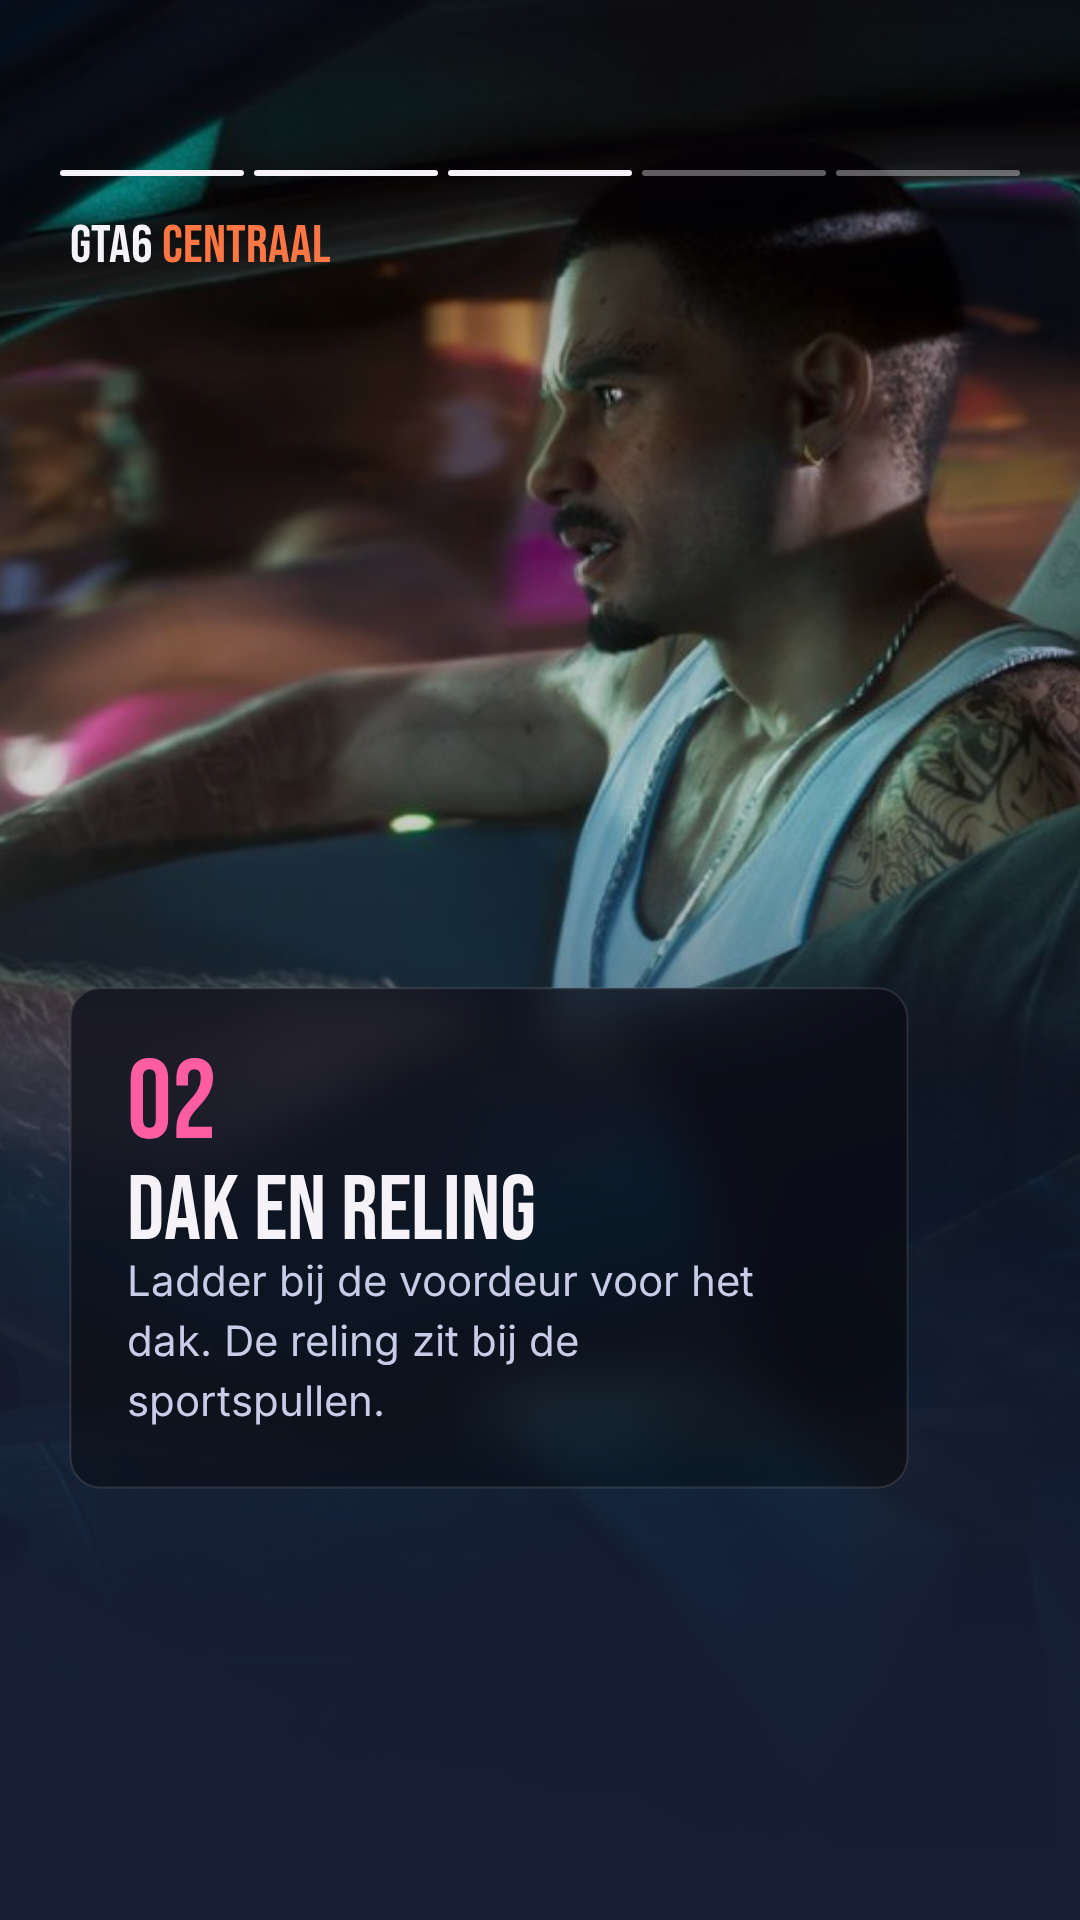 GTA6 CENTRAAL
02
DAK EN RELING
Ladder bij de voordeur voor het
dak. De reling zit bij de
sportspullen.